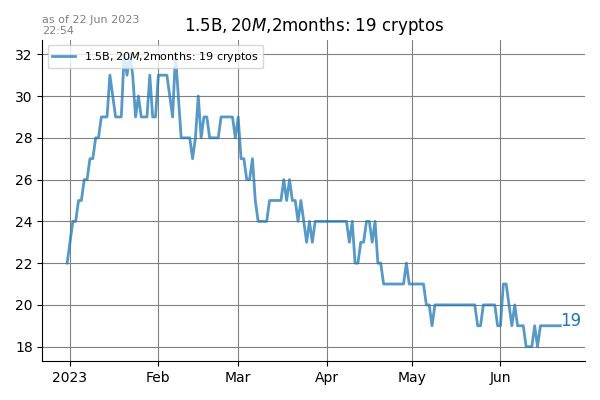 as of 22 Jun 2023
22:54
1.5B, 20M,2months: 19 cryptos
1.5B, 20M,2months: 19 cryptos
32
30
28
26
24
22
20
18
19
2023 Feb Mar Apr May Jun